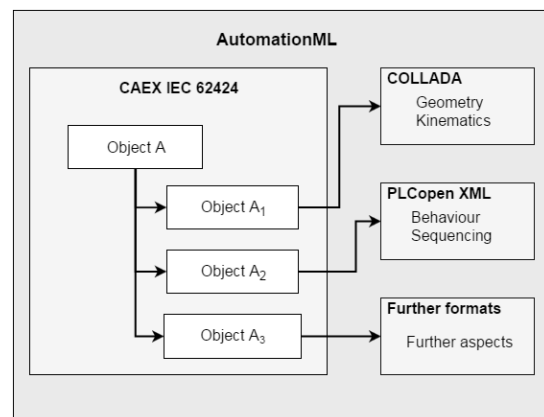 AutomationML
CAEX IEC 62424
Object A
Object A₁
Object A₂
Object A₃
COLLADA
Geometry
Kinematics
PLCopen XML
Behaviour
Sequencing
Further formats
Further aspects